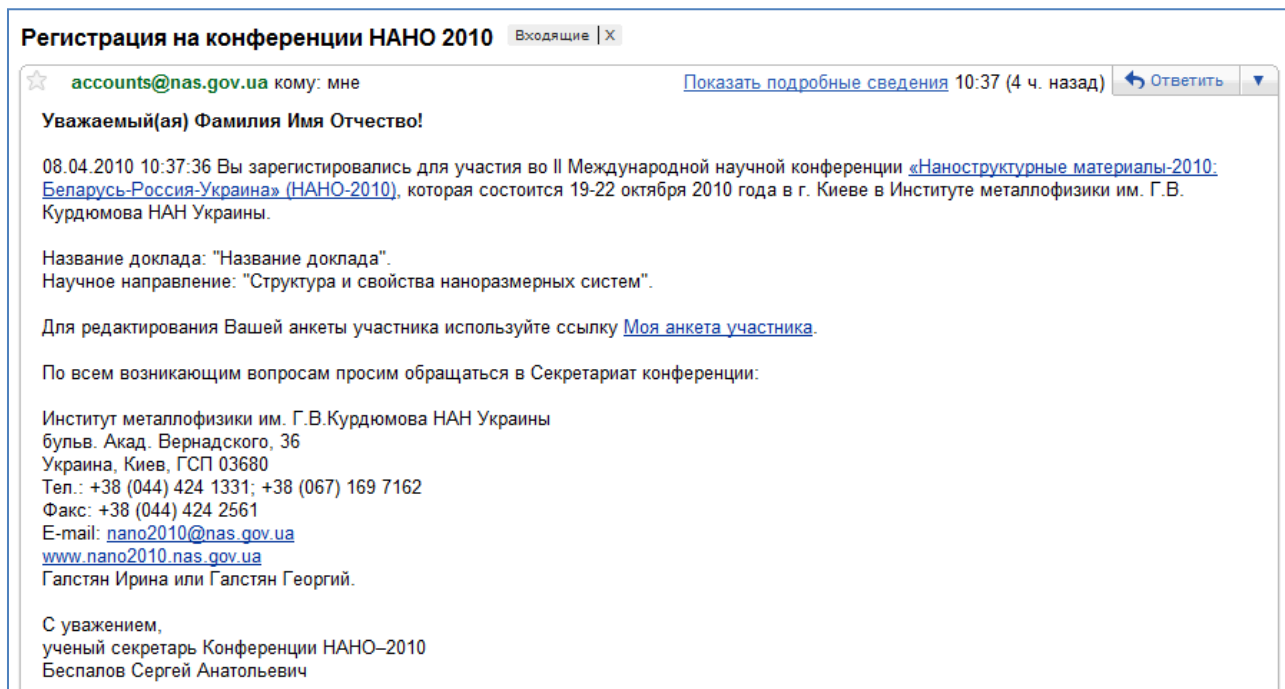 Регистрация на конференции НАНО 2010 Входящие X
accounts@nas.gov.ua кому: мне Показать подробные сведения 10:37 (4 ч. назад) Ответить
Уважаемый(ая) Фамилия Имя Отчество!
08.04.2010 10:37:36 Вы зарегистировались для участия во II Международной научной конференции «Наноструктурные материалы-2010:
Беларусь-Россия-Украина» (НАНО-2010), которая состоится 19-22 октября 2010 года в г. Киеве в Институте металлофизики им. Г.В.
Курдюмова НАН Украины.
Название доклада: "Название доклада".
Научное направление: "Структура и свойства наноразмерных систем".
Для редактирования Вашей анкеты участника используйте ссылку Моя анкета участника.
По всем возникающим вопросам просим обращаться в Секретариат конференции:
Институт металлофизики им. Г.В.Курдюмова НАН Украины
бульв. Акад. Вернадского, 36
Украина, Киев, ГСП 03680
Тел.: +38 (044) 424 1331; +38 (067) 169 7162
Факс: +38 (044) 424 2561
E-mail: nano2010@nas.gov.ua
www.nano2010.nas.gov.ua
Галстян Ирина или Галстян Георгий.
С уважением,
ученый секретарь Конференции НАНО–2010
Беспалов Сергей Анатольевич